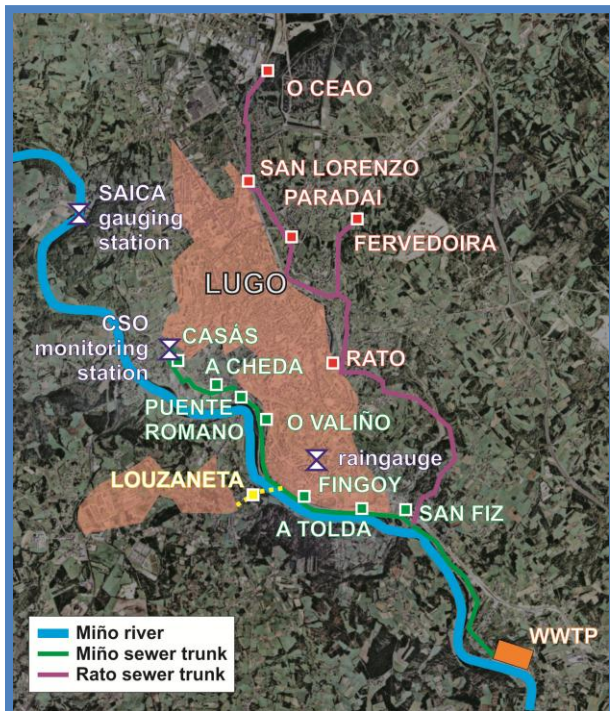 O CEAO
SAN LORENZO
PARADAI
FERVEDOIRA
SAICA
gauging
station
LUGO
CSO
monitoring
station
CASÁS
A CHEDA
RATO
PUENTE
ROMANO
O VALIÑO
raingauge
LOUZANETA
FINGOY
A TOLDA
SAN FIZ
WWTP
Miño river
Miño sewer trunk
Rato sewer trunk